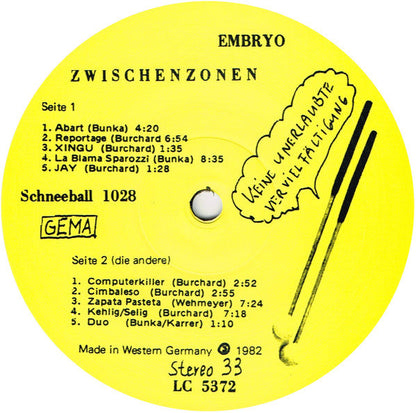 EMBRYO
ZWISCHENZONEN
Seite 1
1. Abart (Bunka) 4:20
2. Reportage (Burchard 6:54
3. XINGU (Burchard) 1:35
4. La Blama Sparozzi (Bunka) 8:35
5. JAY (Burchard) 1:28
KEINE UNERLAUBTE
VERVIELFÄLTIGUNG
Schneeball 1028
GEMA
Seite 2 (die andere)
1. Computerkiller (Burchard) 2:52
2. Cimbaleso (Burchard) 2:55
3. Zapata Pasteta (Wehmeyer) 7:24
4. Kehlig/Selig (Burchard) 7:18
5. Duo (Bunka/Karrer) 1:10
Made in Western Germany ℗ 1982
Stereo 33
LC 5372